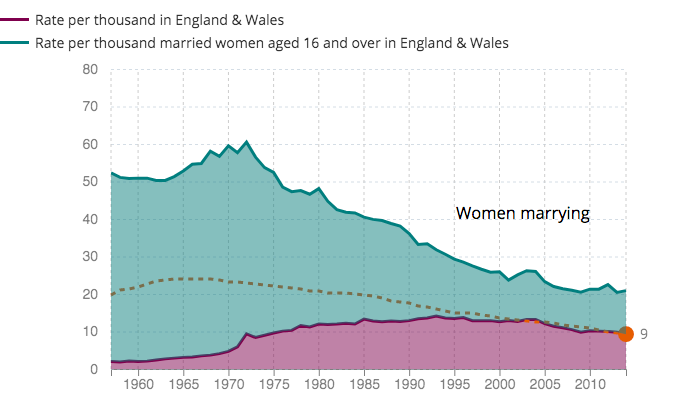 Rate per thousand in England & Wales
Rate per thousand married women aged 16 and over in England & Wales
80
70
60
50
40
Women marrying
30
20
10
9
0
1960 1965 1970 1975 1980 1985 1990 1995 2000 2005 2010